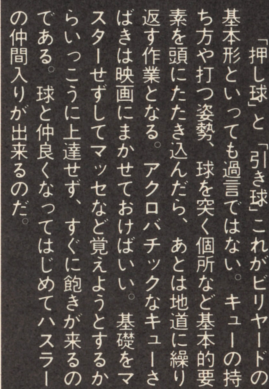 「押し球」と「引き球」これがビリヤードの
基本形といっても過言ではない。キューの持
ち方や打つ姿勢、球を突く個所など基本的要
素を頭にたたき込んだら、あとは地道に繰り
返す作業となる。アクロバチックなキューさ
ばきは映画にまかせておけばいい。基礎をマ
スターせずしてマッセなど覚えようとするか
らいっこうに上達せず、すぐに飽きが来るの
である。球と仲良くなってはじめてハスラー
の仲間入りが出来るのだ。